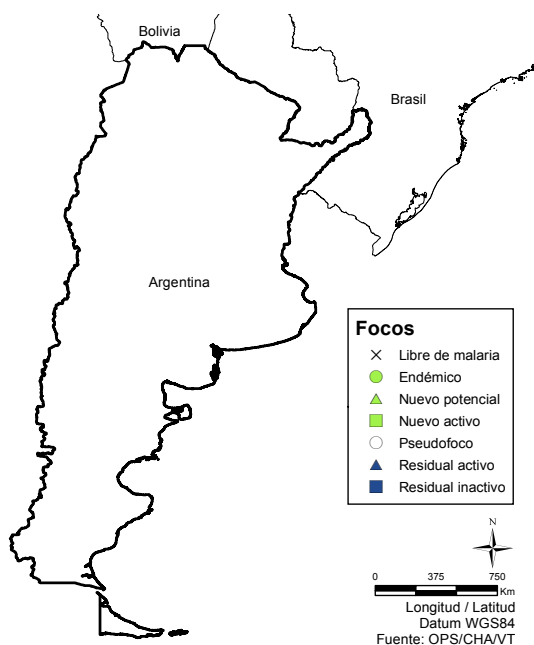 Bolivia
Brasil
Argentina
Focos
Libre de malaria
Endémico
Nuevo potencial
Nuevo activo
Pseudofoco
Residual activo
Residual inactivo
N
0 375 750
Km
Longitud / Latitud
Datum WGS84
Fuente: OPS/CHA/VT